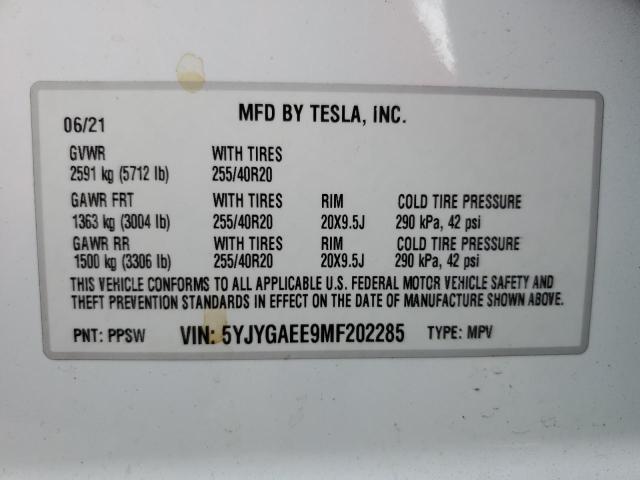 MFD BY TESLA, INC.
06/21
GVWR WITH TIRES
2591 kg (5712 lb) 255/40R20
GAWR FRT WITH TIRES RIM COLD TIRE PRESSURE
1363 kg (3004 lb) 255/40R20 20X9.5J 290 kPa, 42 psi
GAWR RR WITH TIRES RIM COLD TIRE PRESSURE
1500 kg (3306 lb) 255/40R20 20X9.5J 290 kPa, 42 psi
THIS VEHICLE CONFORMS TO ALL APPLICABLE U.S. FEDERAL MOTOR VEHICLE SAFETY AND
THEFT PREVENTION STANDARDS IN EFFECT ON THE DATE OF MANUFACTURE SHOWN ABOVE.
PNT: PPSW VIN: 5YJYGAEE9MF202285 TYPE: MPV